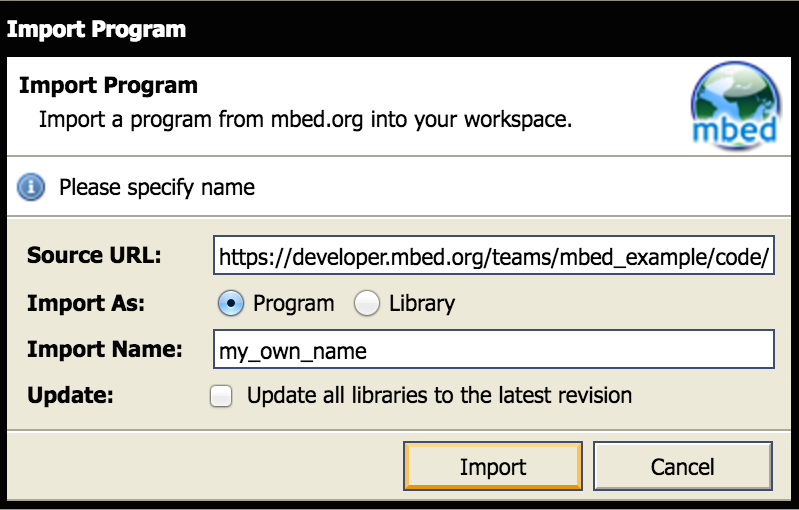 Import Program
Import Program
Import a program from mbed.org into your workspace.
mbed
Please specify name
Source URL: https://developer.mbed.org/teams/mbed_example/code/
Import As: Program Library
Import Name: my_own_name
Update: Update all libraries to the latest revision
Import Cancel